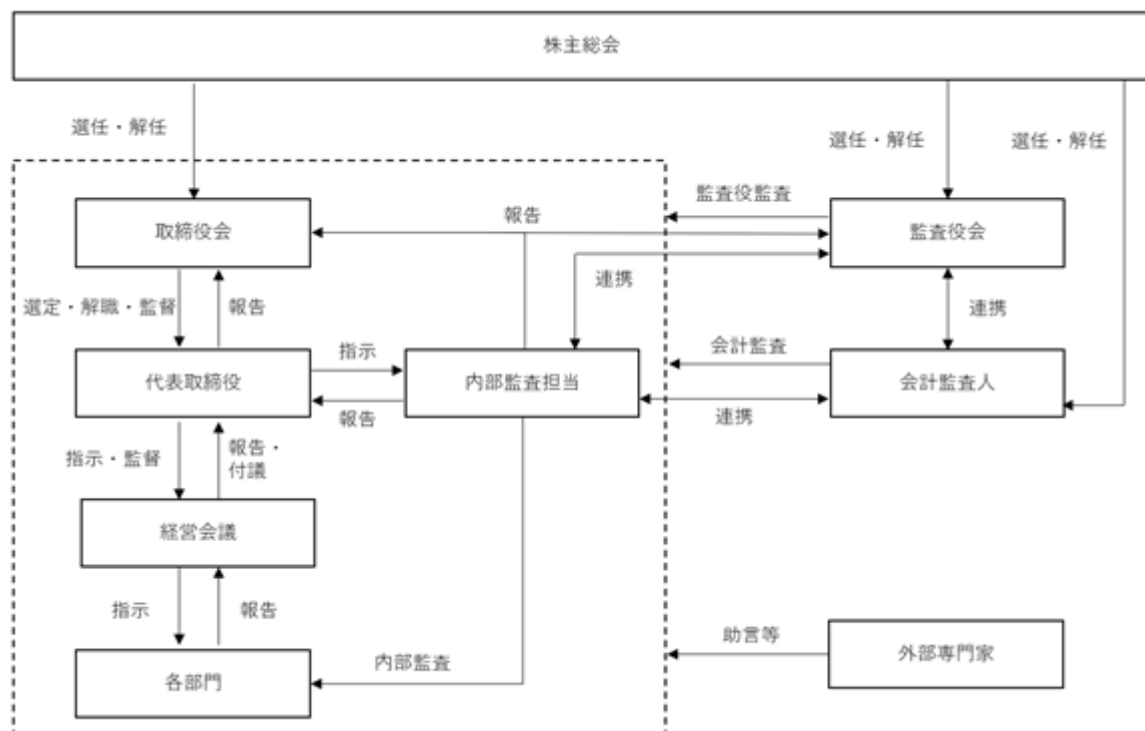 株主総会
選任・解任
選任・解任
選任・解任
監査役監査
報告
取締役会
監査役会
連携
選定・解職・監督
報告
連携
指示
会計監査
代表取締役
内部監査担当
会計監査人
報告
連携
報告・
付議
指示・監督
経営会議
指示
報告
助言等
外部専門家
内部監査
各部門